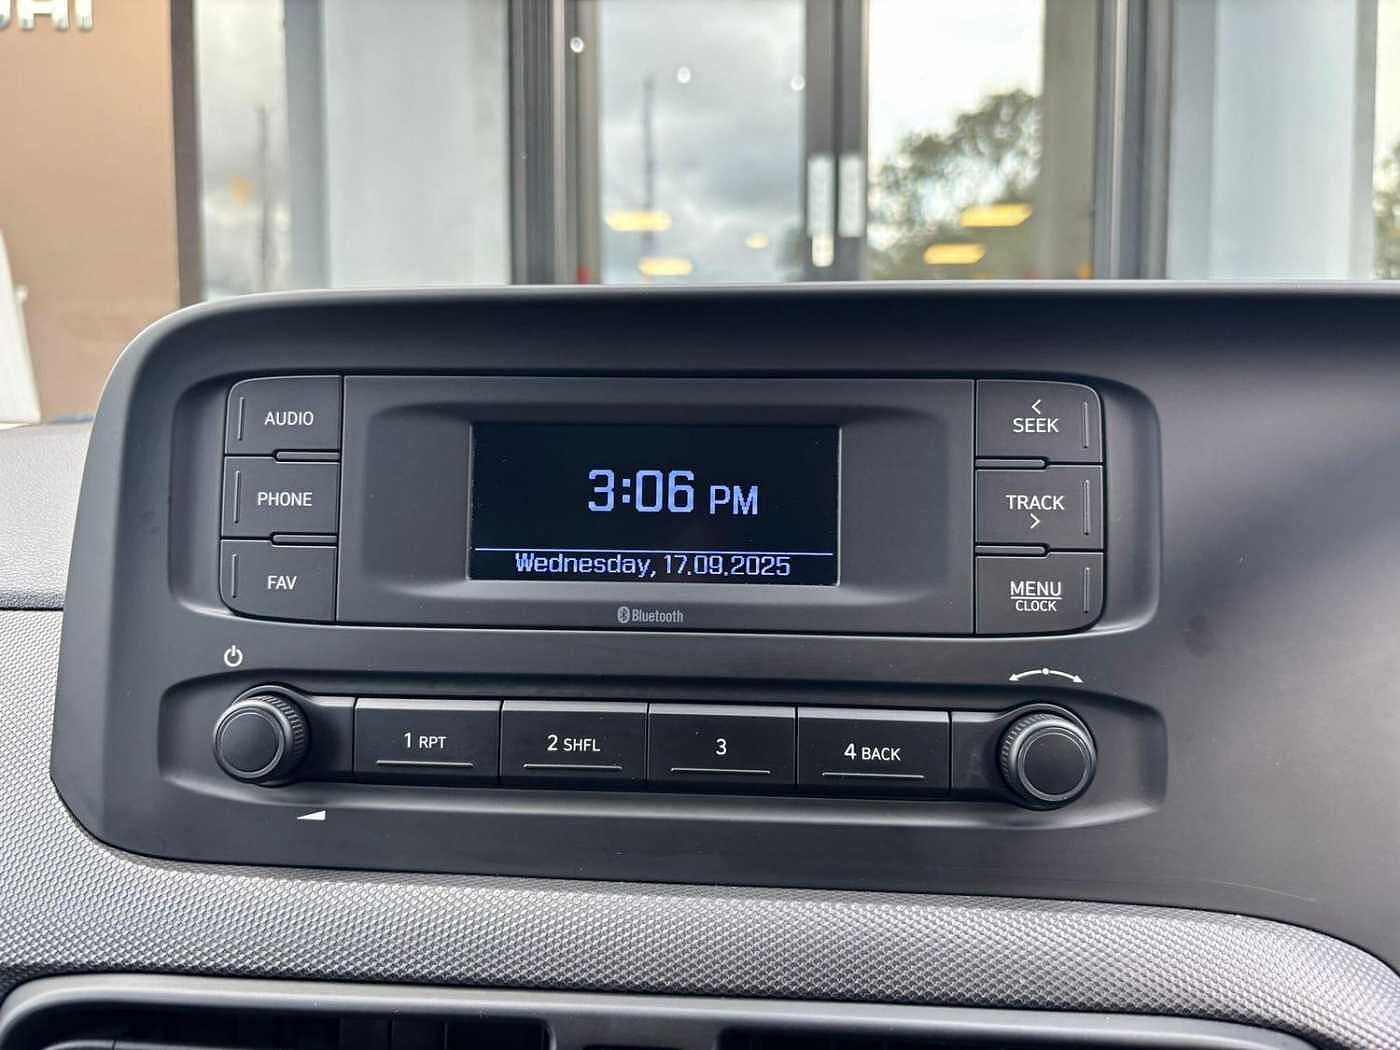 AUDIO
PHONE
FAV
3:06 PM
Wednesday, 17.09.2025
Bluetooth
<
SEEK
TRACK
>
MENU
CLOCK
1 RPT
2 SHFL
3
4 BACK